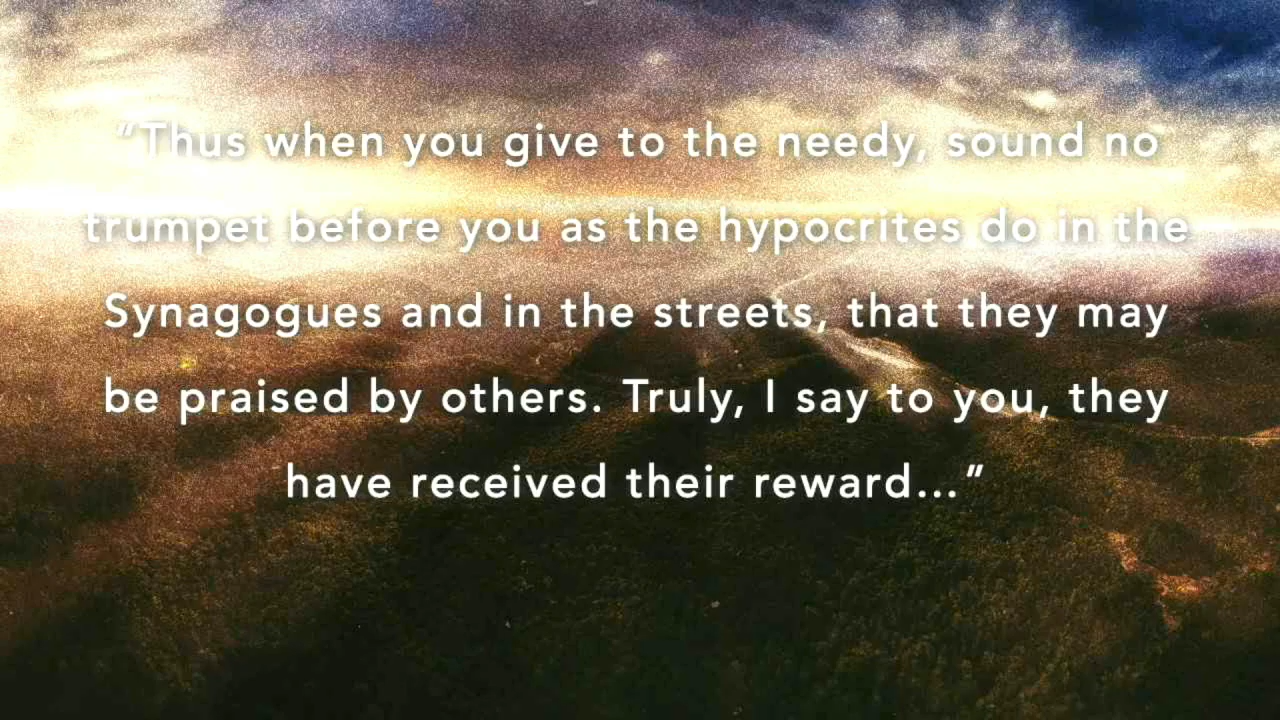 “Thus when you give to the needy, sound no
trumpet before you as the hypocrites do in the
Synagogues and in the streets, that they may
be praised by others. Truly, I say to you, they
have received their reward...”